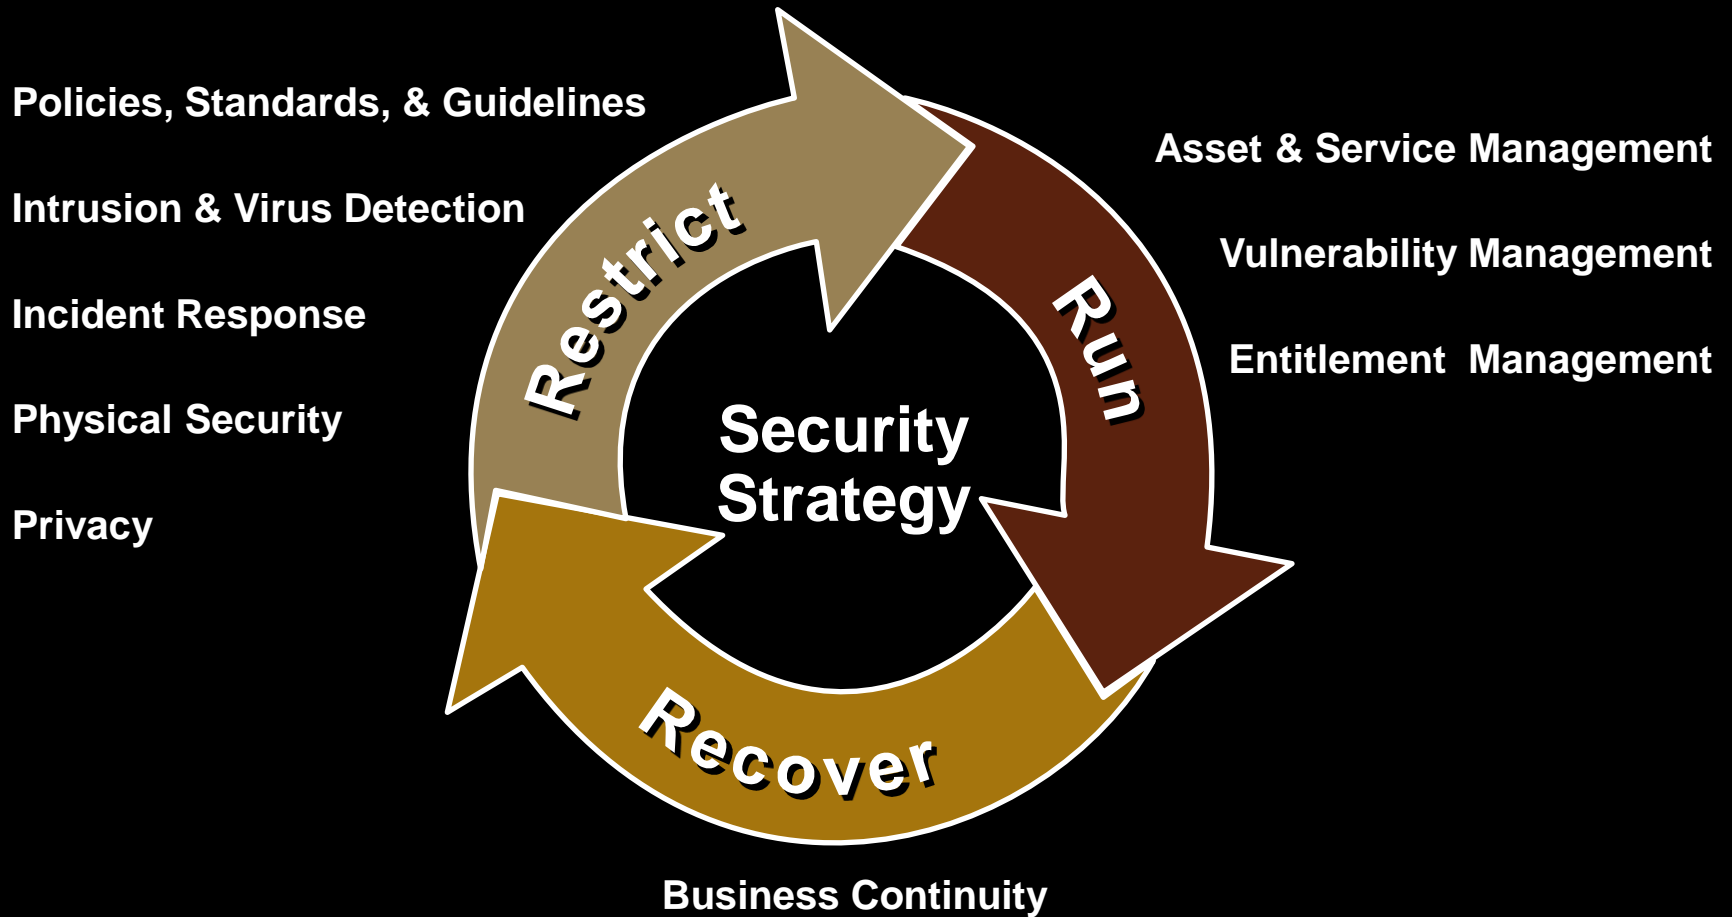 Policies, Standards, & Guidelines
Intrusion & Virus Detection
Incident Response
Physical Security
Privacy
Restrict
Run
Recover
Security
Strategy
Asset & Service Management
Vulnerability Management
Entitlement  Management
Business Continuity